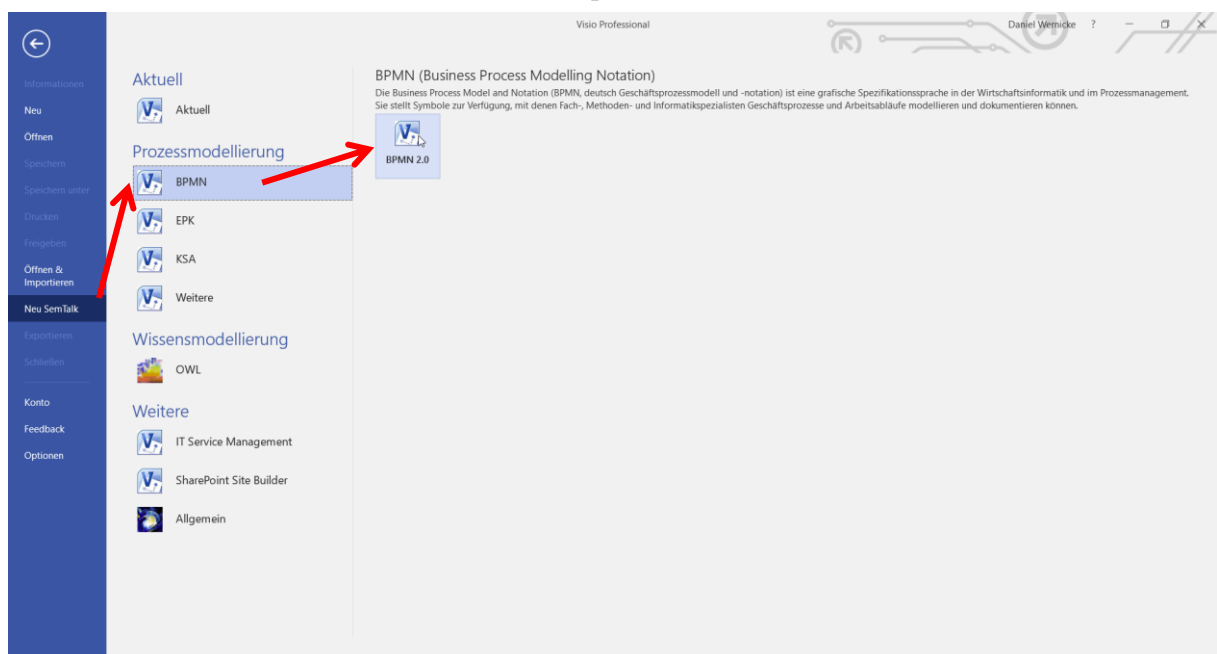 Visio Professional
Daniel Wernicke ?
Informationen
Neu
Öffnen
Speichern
Speichern unter
Drucken
Freigeben
Öffnen &
Importieren
Neu SemTalk
Exportieren
Schließen
Konto
Feedback
Optionen
Aktuell
Aktuell
Prozessmodellierung
BPMN
EPK
KSA
Weitere
Wissensmodellierung
OWL
Weitere
IT Service Management
SharePoint Site Builder
Allgemein
BPMN (Business Process Modelling Notation)
Die Business Process Model and Notation (BPMN, deutsch Geschäftsprozessmodell und -notation) ist eine grafische Spezifikationssprache in der Wirtschaftsinformatik und im Prozessmanagement.
Sie stellt Symbole zur Verfügung, mit denen Fach-, Methoden- und Informatikspezialisten Geschäftsprozesse und Arbeitsabläufe modellieren und dokumentieren können.
BPMN 2.0